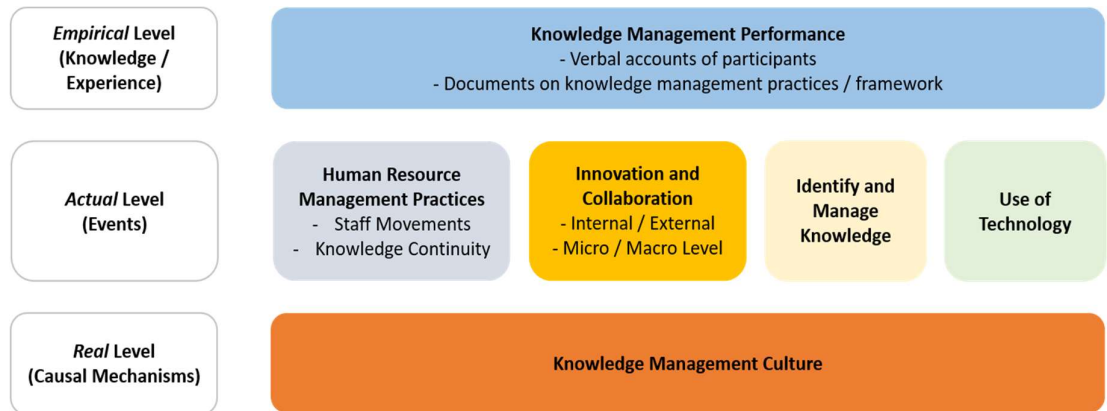 Empirical Level
(Knowledge /
Experience)
Knowledge Management Performance
- Verbal accounts of participants
- Documents on knowledge management practices / framework
Actual Level
(Events)
Human Resource
Management Practices
- Staff Movements
- Knowledge Continuity
Innovation and
Collaboration
- Internal / External
- Micro / Macro Level
Identify and
Manage
Knowledge
Use of
Technology
Real Level
(Causal Mechanisms)
Knowledge Management Culture